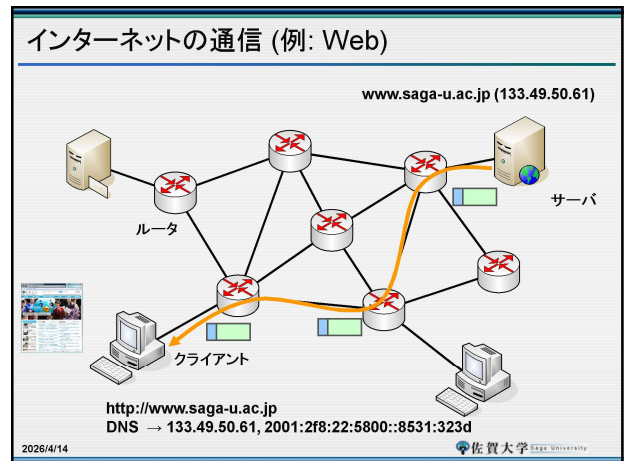 インターネットの通信 (例: Web)
www.saga-u.ac.jp (133.49.50.61)
サーバ
ルータ
クライアント
http://www.saga-u.ac.jp
DNS → 133.49.50.61, 2001:2f8:22:5800::8531:323d
2026/4/14
佐賀大学 Saga University